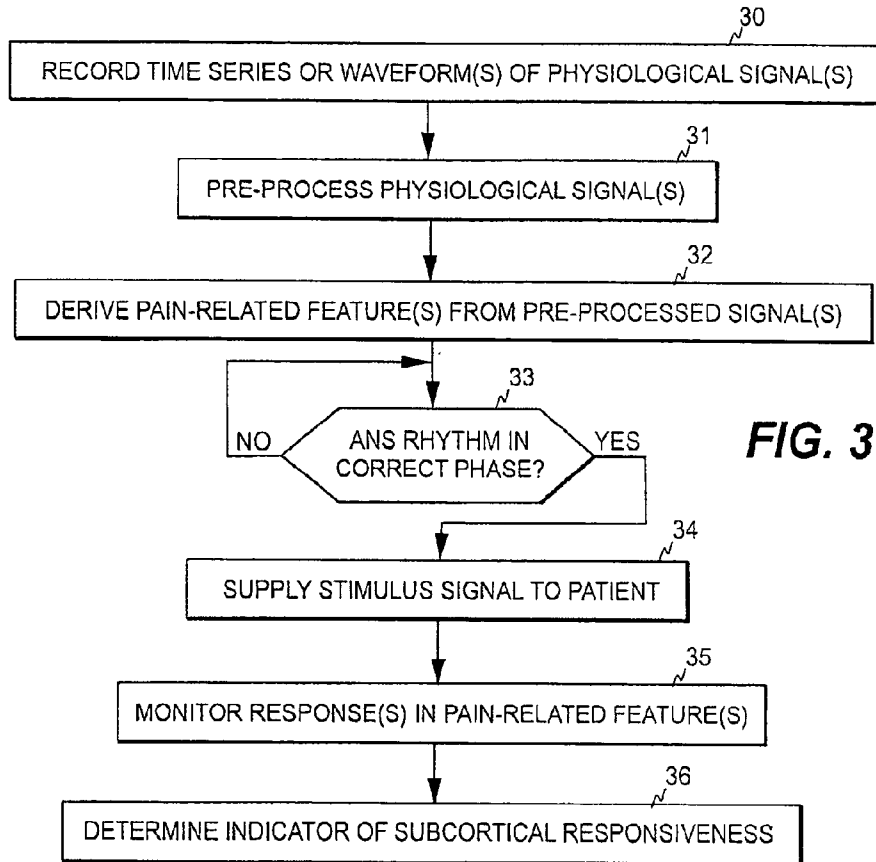 30
RECORD TIME SERIES OR WAVEFORM(S) OF PHYSIOLOGICAL SIGNAL(S)
31
PRE-PROCESS PHYSIOLOGICAL SIGNAL(S)
32
DERIVE PAIN-RELATED FEATURE(S) FROM PRE-PROCESSED SIGNAL(S)
33
NO
ANS RHYTHM IN
CORRECT PHASE?
YES
FIG. 3
34
SUPPLY STIMULUS SIGNAL TO PATIENT
35
MONITOR RESPONSE(S) IN PAIN-RELATED FEATURE(S)
36
DETERMINE INDICATOR OF SUBCORTICAL RESPONSIVENESS